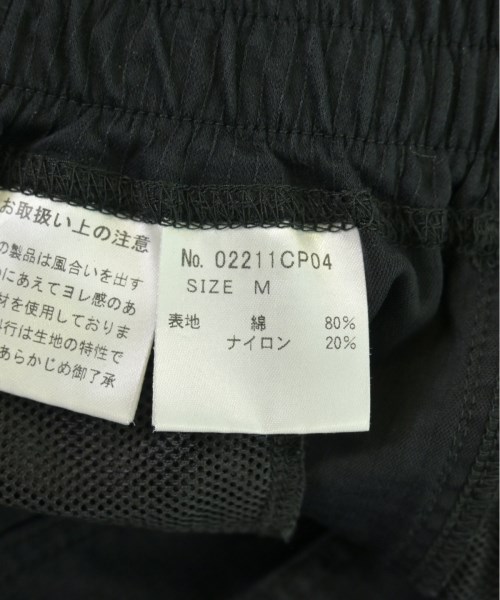 お取扱い上の注意
の製品は風合いを出す
にあえてヨレ感のあ
材を使用しておりま
行は生地の特性で
あらかじめ御了承
No. 02211CP04
SIZE M
表地 綿 80%
ナイロン 20%